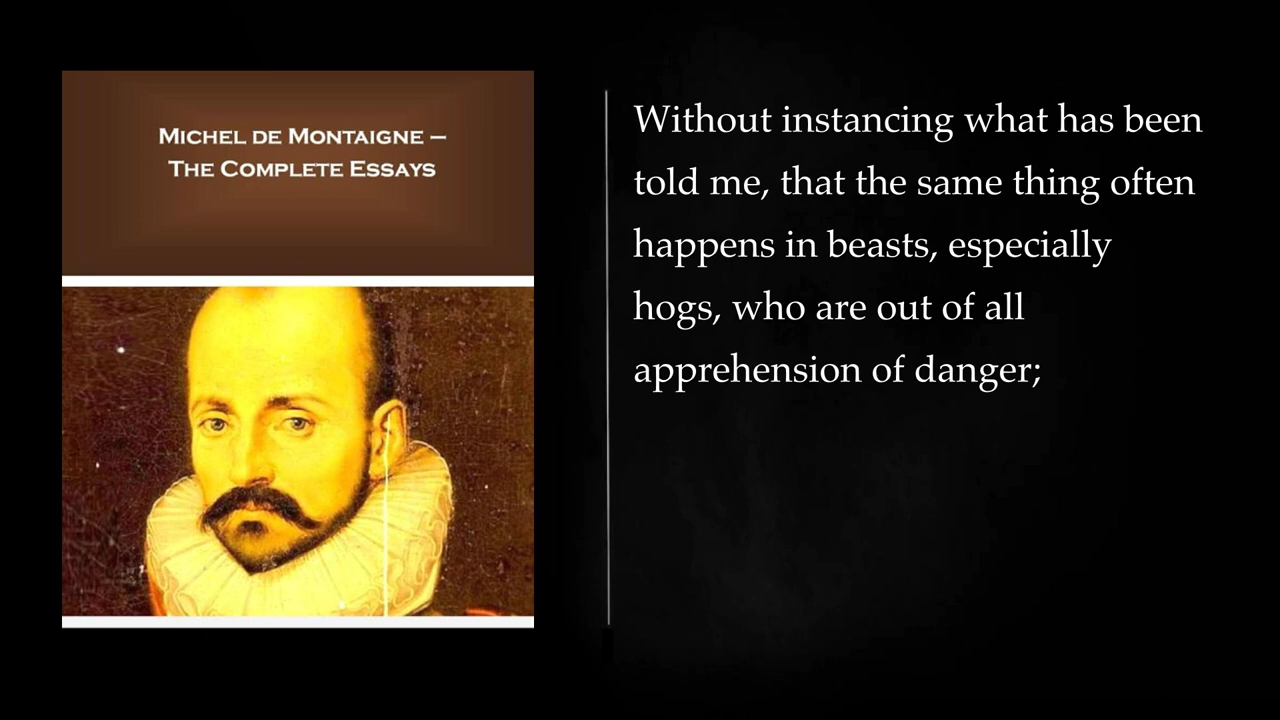 MICHEL DE MONTAIGNE –
THE COMPLETE ESSAYS
Without instancing what has been
told me, that the same thing often
happens in beasts, especially
hogs, who are out of all
apprehension of danger;